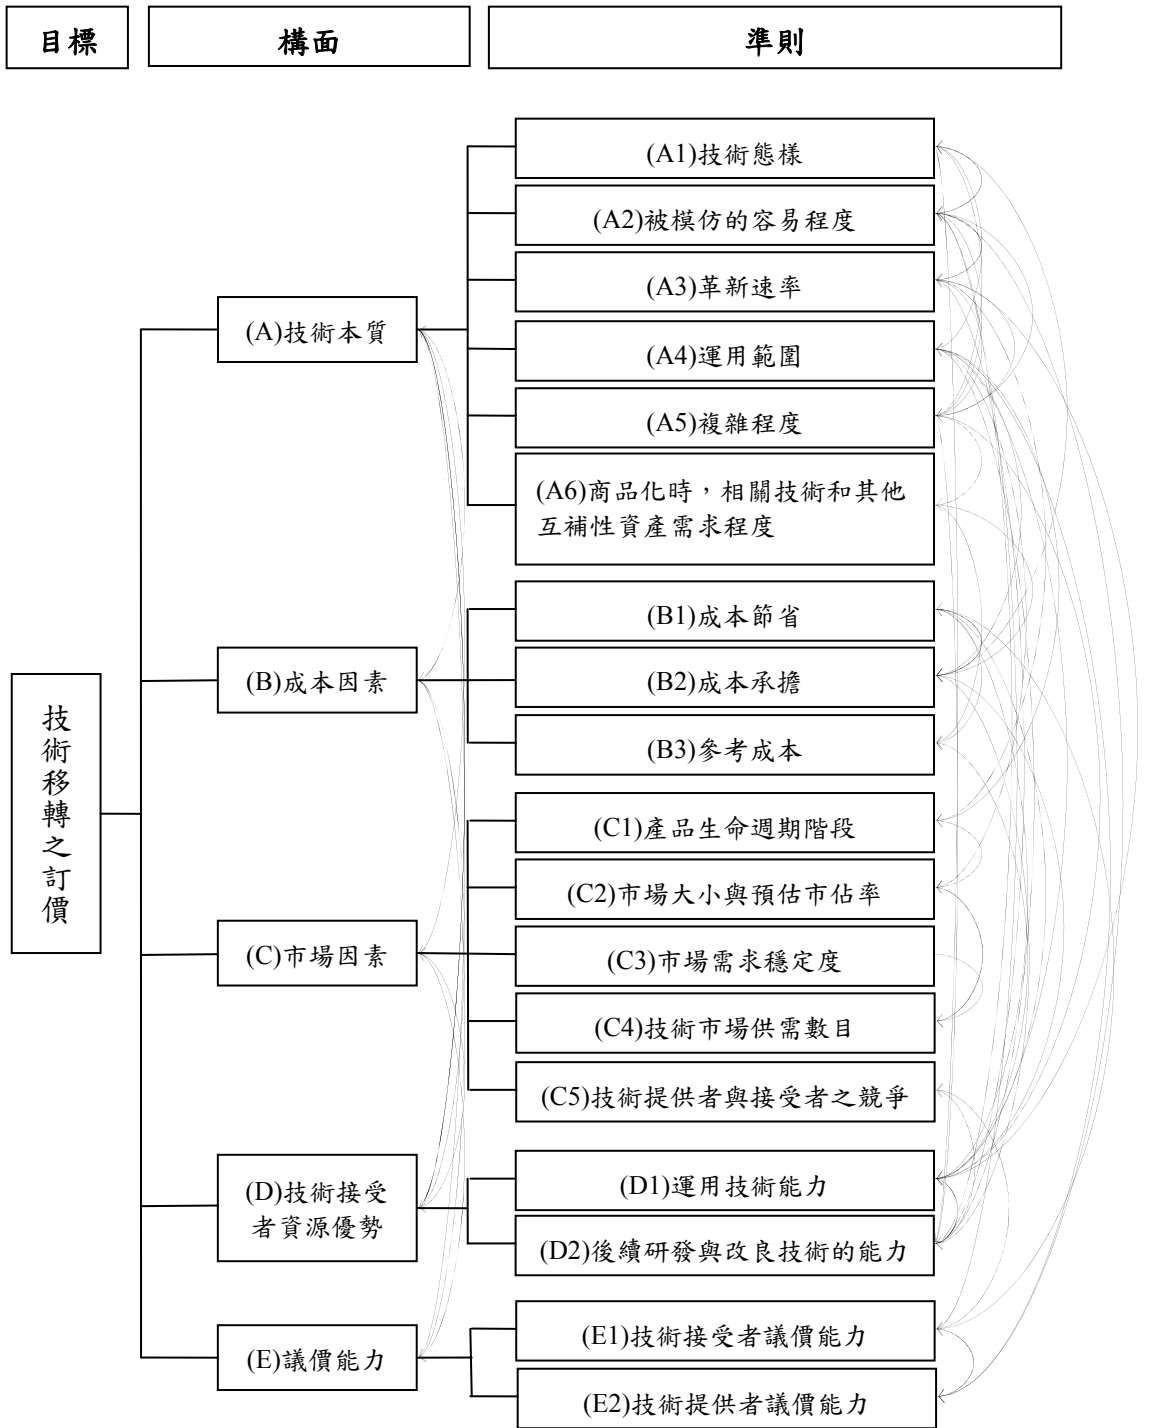 目標
構面
準則
技術移轉之訂價
(A)技術本質
(A1)技術態樣
(A2)被模仿的容易程度
(A3)革新速率
(A4)運用範圍
(A5)複雜程度
(A6)商品化時，相關技術和其他
互補性資產需求程度
(B)成本因素
(B1)成本節省
(B2)成本承擔
(B3)參考成本
(C)市場因素
(C1)產品生命週期階段
(C2)市場大小與預估市佔率
(C3)市場需求穩定度
(C4)技術市場供需數目
(C5)技術提供者與接受者之競爭
(D)技術接受
者資源優勢
(D1)運用技術能力
(D2)後續研發與改良技術的能力
(E)議價能力
(E1)技術接受者議價能力
(E2)技術提供者議價能力